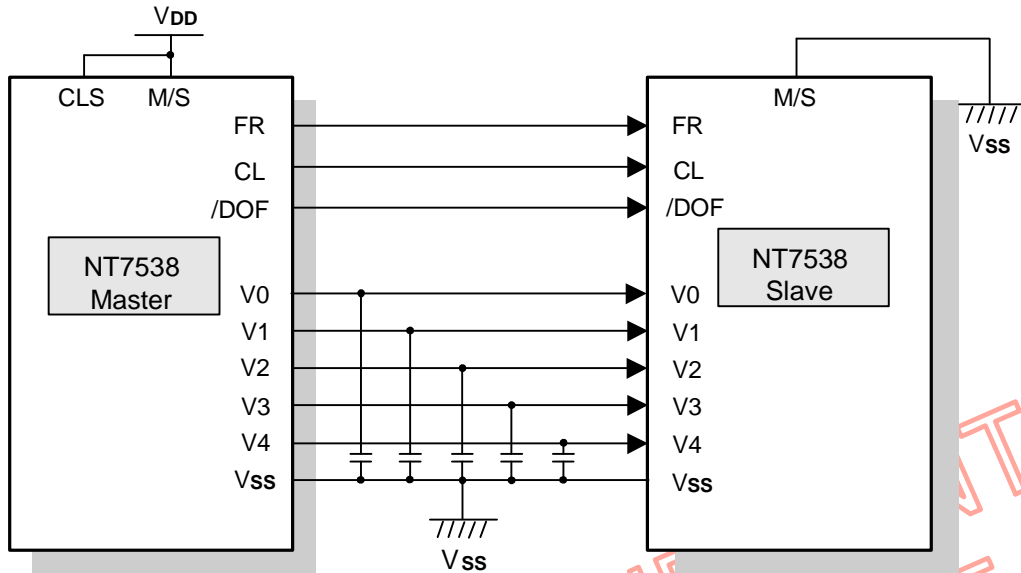 VDD
CLS M/S
FR
CL
/DOF
NT7538
Master
V0
V1
V2
V3
V4
Vss
Vss
M/S
Vss
FR
CL
/DOF
NT7538
Slave
V0
V1
V2
V3
V4
Vss